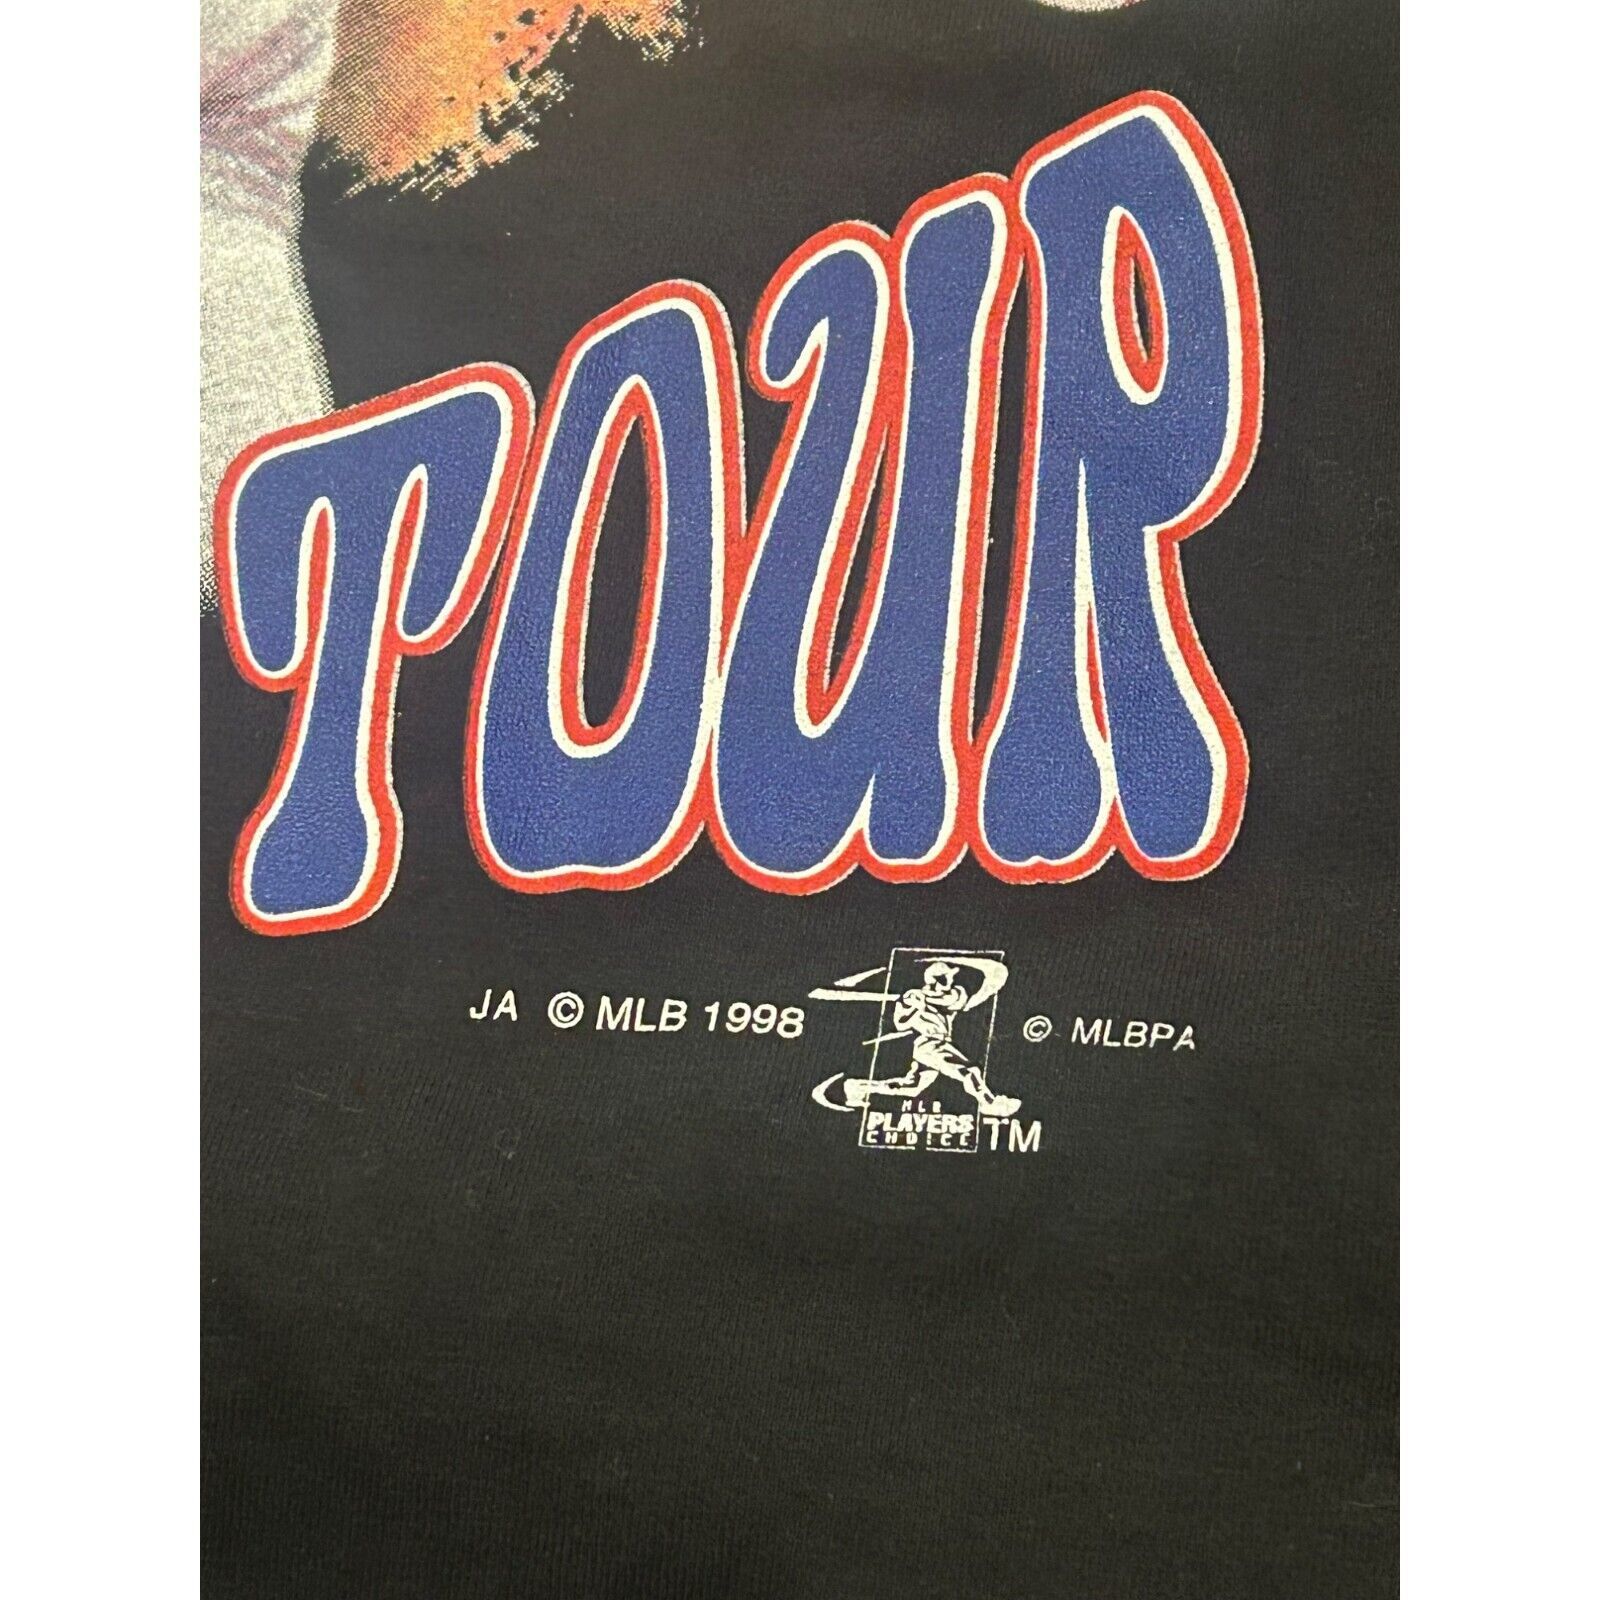 TOUR
JA © MLB 1998
© MLBPA
MLB
PLAYERS
CHOICE TM